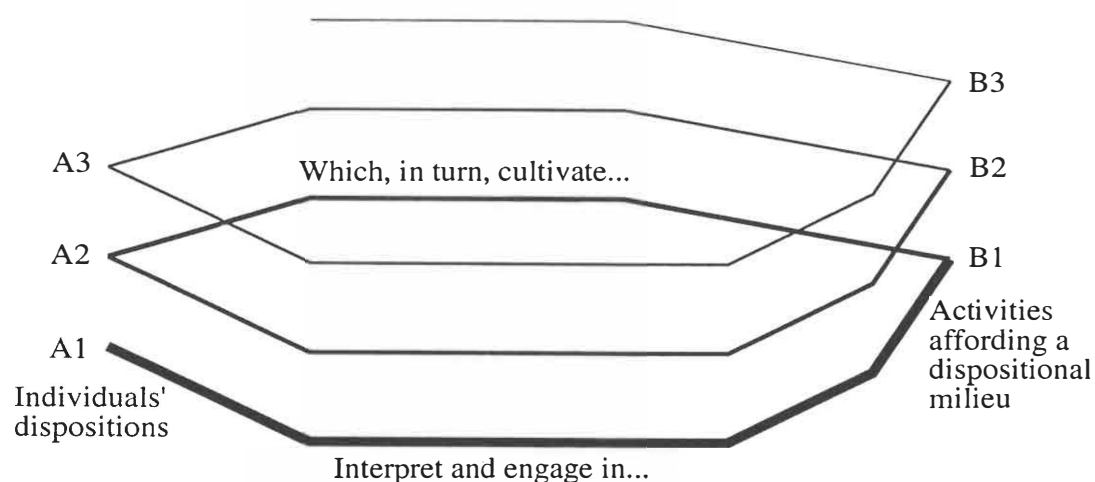 B3
A3
Which, in turn, cultivate...
B2
A2
B1
A1
Activities
affording a
dispositional
milieu
Individuals'
dispositions
Interpret and engage in...